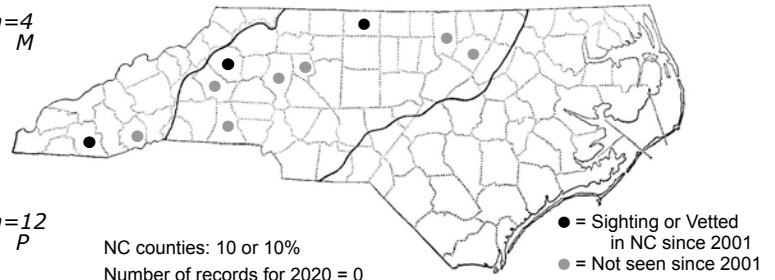 n=4
M
n=12
P
NC counties: 10 or 10%
Number of records for 2020 = 0
● = Sighting or Vetted
in NC since 2001
● = Not seen since 2001